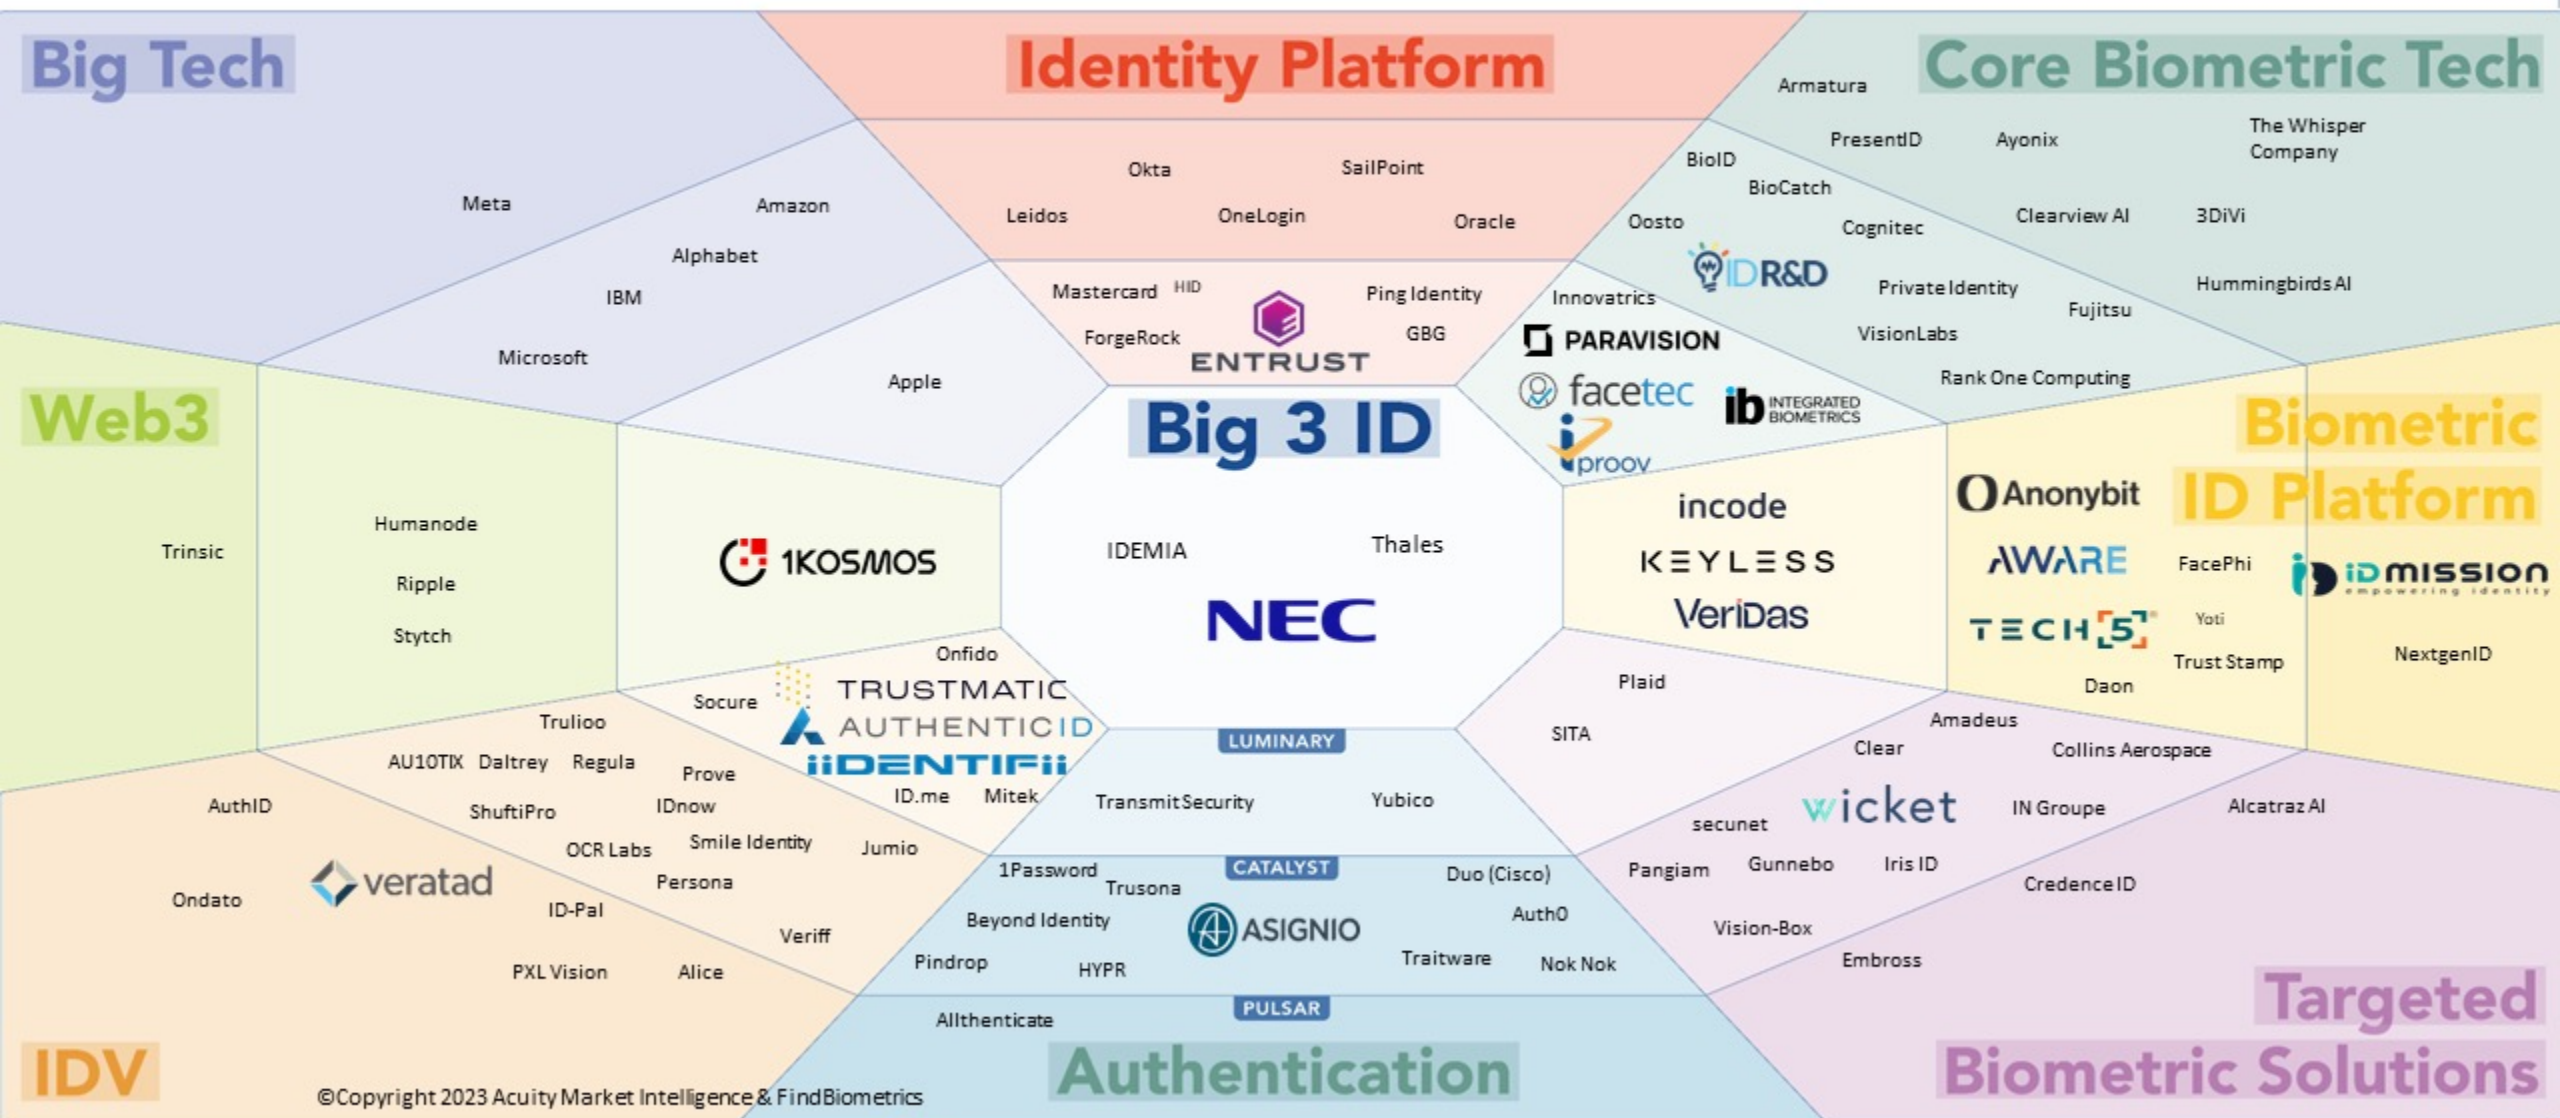 Big Tech
Meta
Amazon
Alphabet
IBM
Microsoft
Apple
Identity Platform
Okta
SailPoint
Leidos
OneLogin
Oracle
Mastercard
HID
Ping Identity
ForgeRock
GBG
ENTRUST
Core Biometric Tech
Armatura
PresentID
Ayonix
The Whisper
Company
Clearview AI
3DiVi
Hummingbirds AI
BioID
BioCatch
Oosto
Cognitec
IDR&D
Private Identity
Fujitsu
VisionLabs
Rank One Computing
Innovatrics
PARAVISION
facetec
ib INTEGRATED
BIOMETRICS
iproov
Web3
Trinsic
Humanode
Ripple
Stytch
1KOSMOS
Big 3 ID
IDEMIA
Thales
NEC
Biometric
ID Platform
incode
KEYLESS
VeriDas
Anonybit
AWARE
FacePhi
TECH5
Yoti
Trust Stamp
Daon
iDmission
empowering identity
NextgenID
IDV
Onfido
Socure
TRUSTMATIC
AUTHENTICID
iiDENTIFii
ID.me
Mitek
Trulioo
AU10TIX
Daltrey
Regula
Prove
ShuftiPro
IDnow
OCR Labs
Smile Identity
Jumio
Persona
Veriff
AuthID
veratad
Ondato
ID-Pal
PXL Vision
Alice
LUMINARY
Transmit Security
Yubico
CATALYST
1Password
Trusona
Duo (Cisco)
Beyond Identity
ASIGNIO
Auth0
Pindrop
HYPR
Traitware
Nok Nok
PULSAR
Allthenticate
Authentication
Plaid
SITA
Amadeus
Clear
Collins Aerospace
wicket
IN Groupe
secunet
Pangiam
Gunnebo
Iris ID
Vision-Box
Alcatraz AI
Credence ID
Embross
Targeted
Biometric Solutions
©Copyright 2023 Acuity Market Intelligence & FindBiometrics